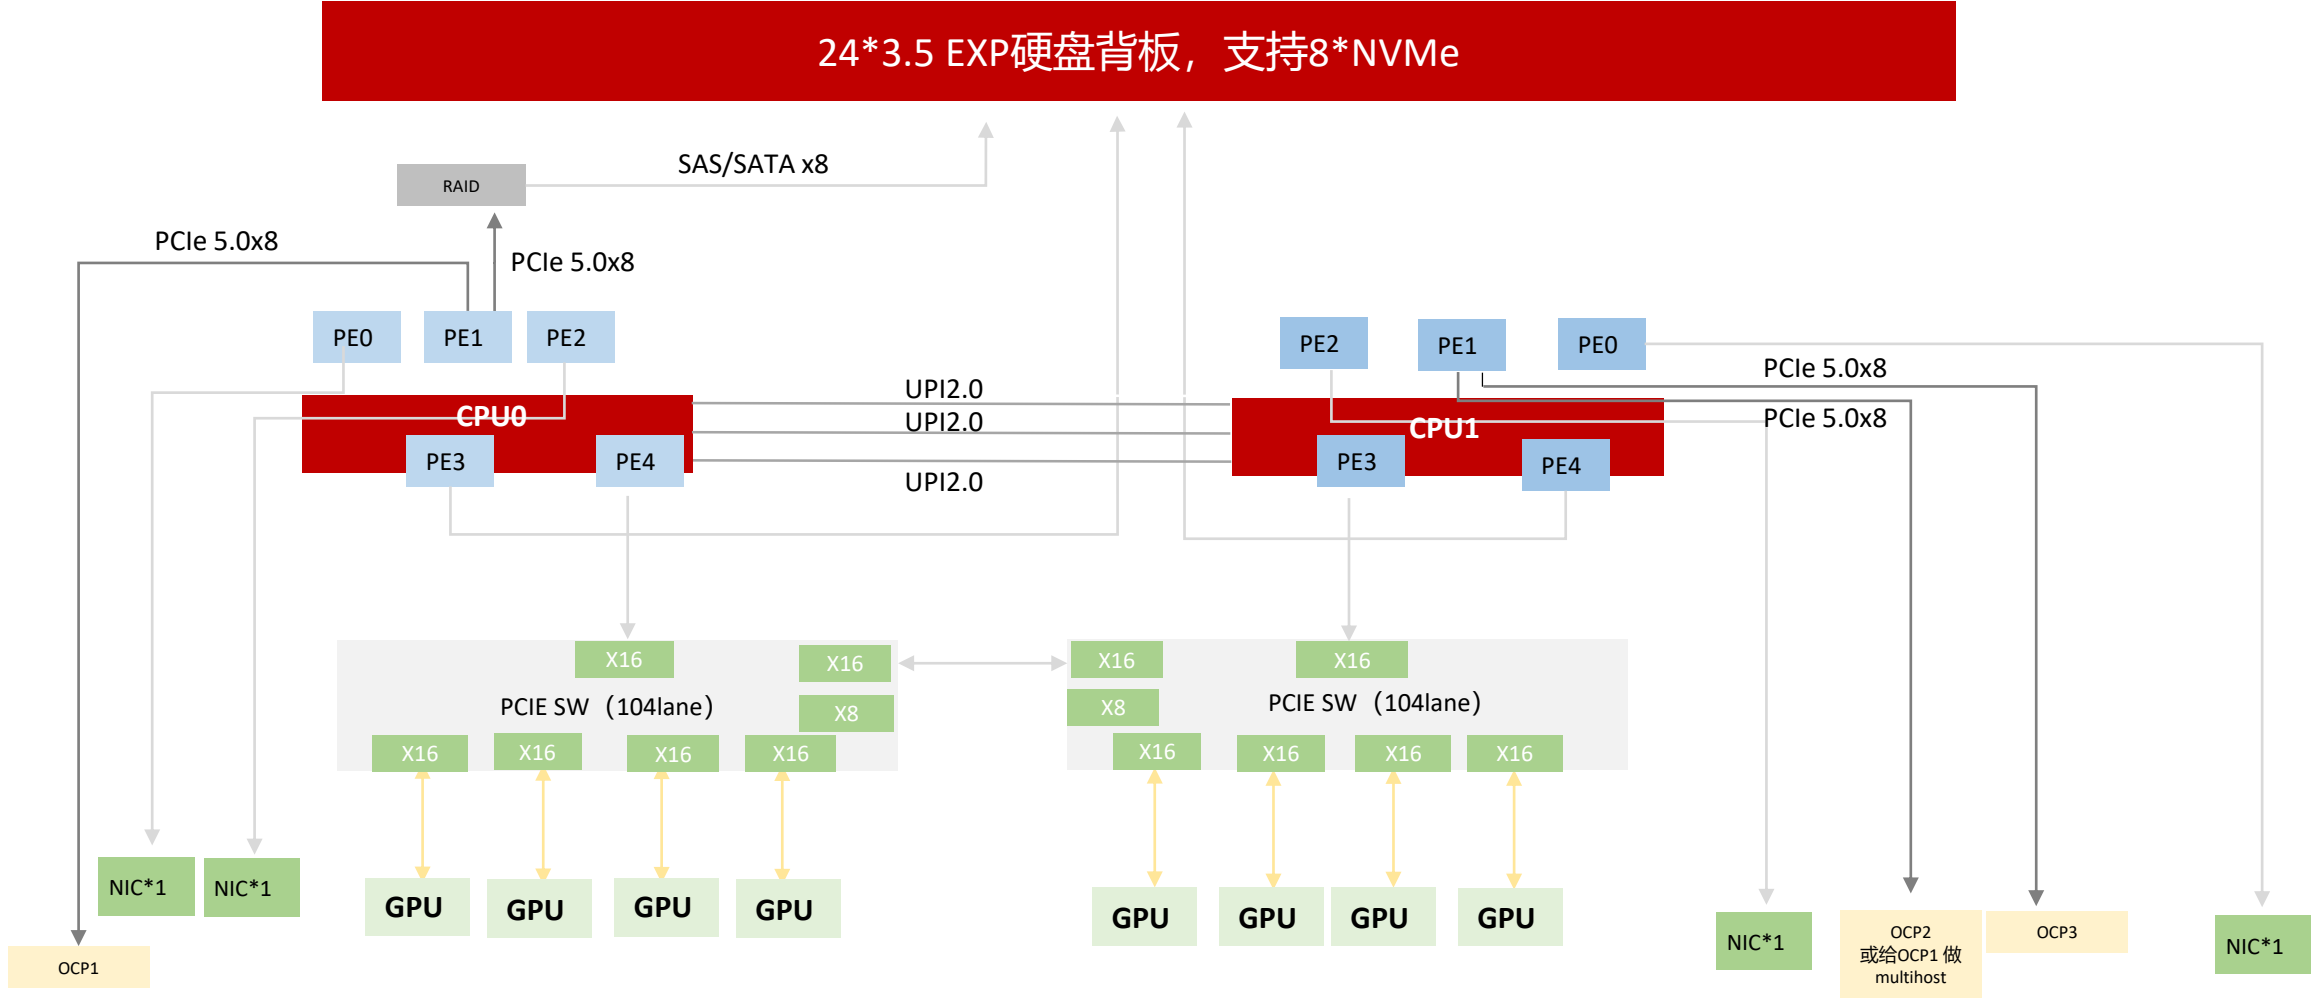 24*3.5 EXP硬盘背板，支持8*NVMe
SAS/SATA x8
RAID
PCIe 5.0x8
PCIe 5.0x8
PE0
PE1
PE2
PE2
PE1
PE0
PCIe 5.0x8
PCIe 5.0x8
CPU0
UPI2.0
UPI2.0
UPI2.0
CPU1
PE3
PE4
PE3
PE4
X16
X16
X8
PCIE SW（104lane）
X16
X16
X16
X16
X16
X16
X8
PCIE SW（104lane）
X16
X16
X16
X16
NIC*1
NIC*1
GPU
GPU
GPU
GPU
GPU
GPU
GPU
GPU
OCP1
NIC*1
OCP2
或给OCP1 做
multihost
OCP3
NIC*1